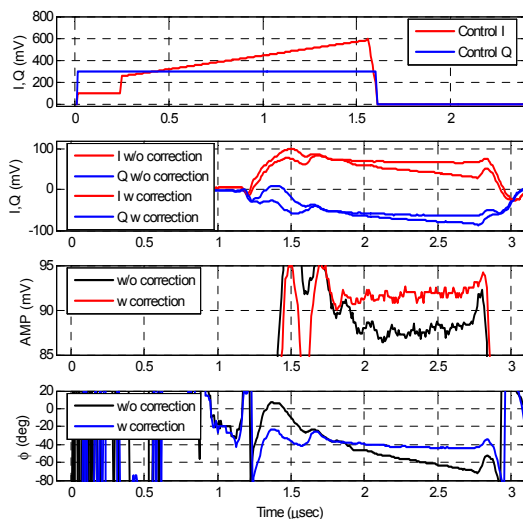 I,Q (mV)
600
400
200
0
Control I
Control Q
0
0.5
1
1.5
2
I,Q (mV)
100
0
-100
I w/o correction
Q w/o correction
I w correction
Q w correction
0
0.5
1
1.5
2
2.5
3
AMP (mV)
95
90
85
w/o correction
w correction
0
0.5
1
1.5
2
2.5
3
ϕ (deg)
20
0
-20
-40
-60
-80
w/o correction
w correction
0
0.5
1
1.5
2
2.5
3
Time (μsec)